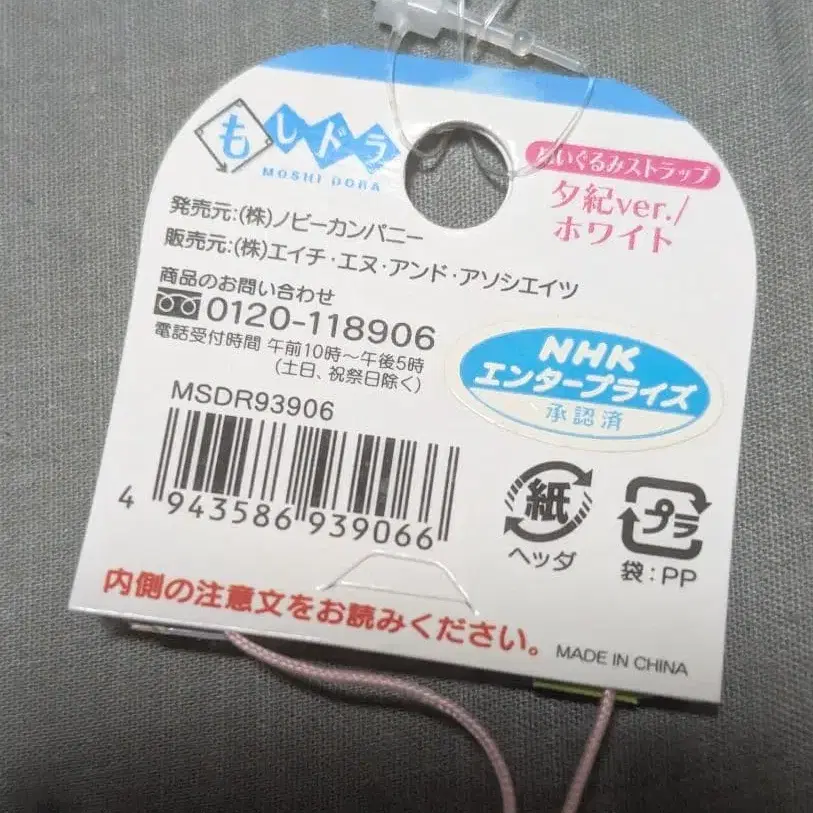 もしドラ
MOSHI DORA
ぬいぐるみストラップ
夕紀ver./
ホワイト
発売元:(株)ノビーカンパニー
販売元:(株)エイチ・エヌ・アンド・アソシエイツ
商品のお問い合わせ
0120-118906
電話受付時間 午前10時～午後5時
(土日、祝祭日除く)
NHK
エンタープライズ
承認済
MSDR93906
4 943586 939066
紙
ヘッダ
プラ
袋:PP
内側の注意文をお読みください。
MADE IN CHINA